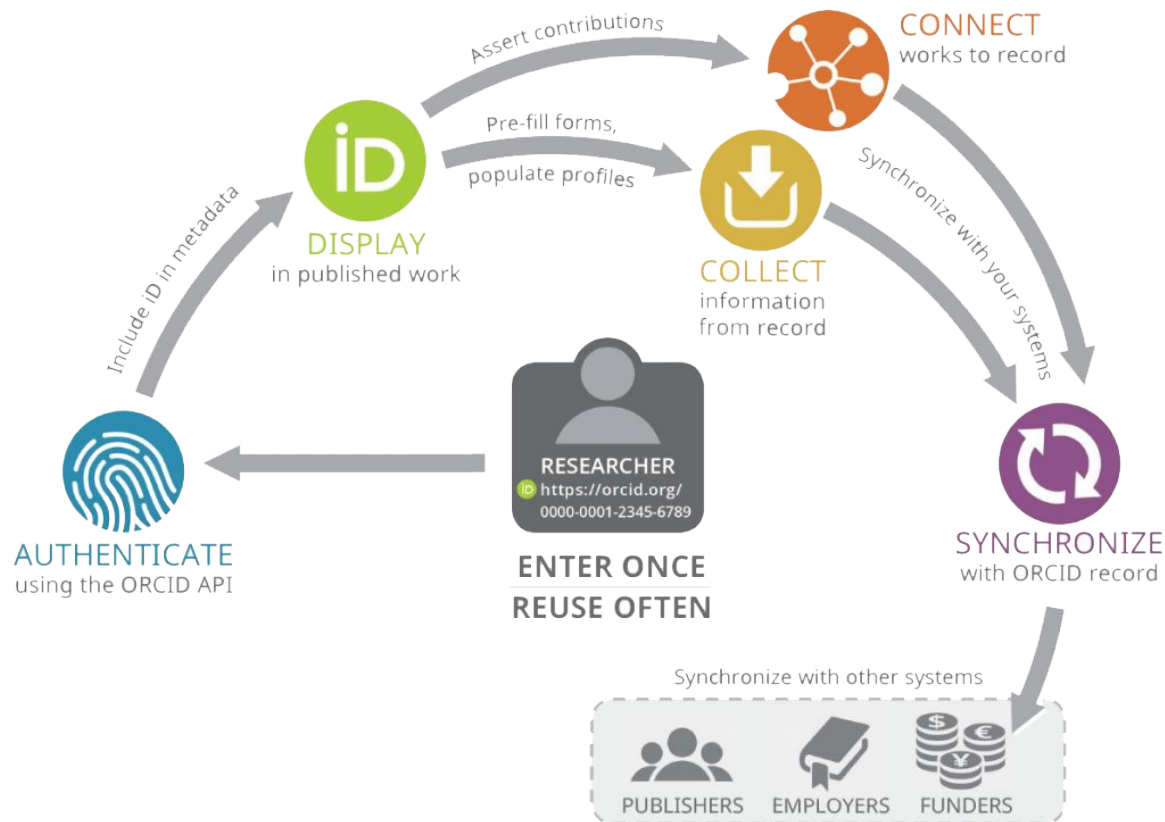 Assert contributions
CONNECT
works to record
iD
Pre-fill forms,
populate profiles
Synchronize with your systems
Include iD in metadata
DISPLAY
in published work
COLLECT
information
from record
RESEARCHER
iD https://orcid.org/
0000-0001-2345-6789
AUTHENTICATE
using the ORCID API
ENTER ONCE
REUSE OFTEN
SYNCHRONIZE
with ORCID record
Synchronize with other systems
$ € ¥
PUBLISHERS EMPLOYERS FUNDERS